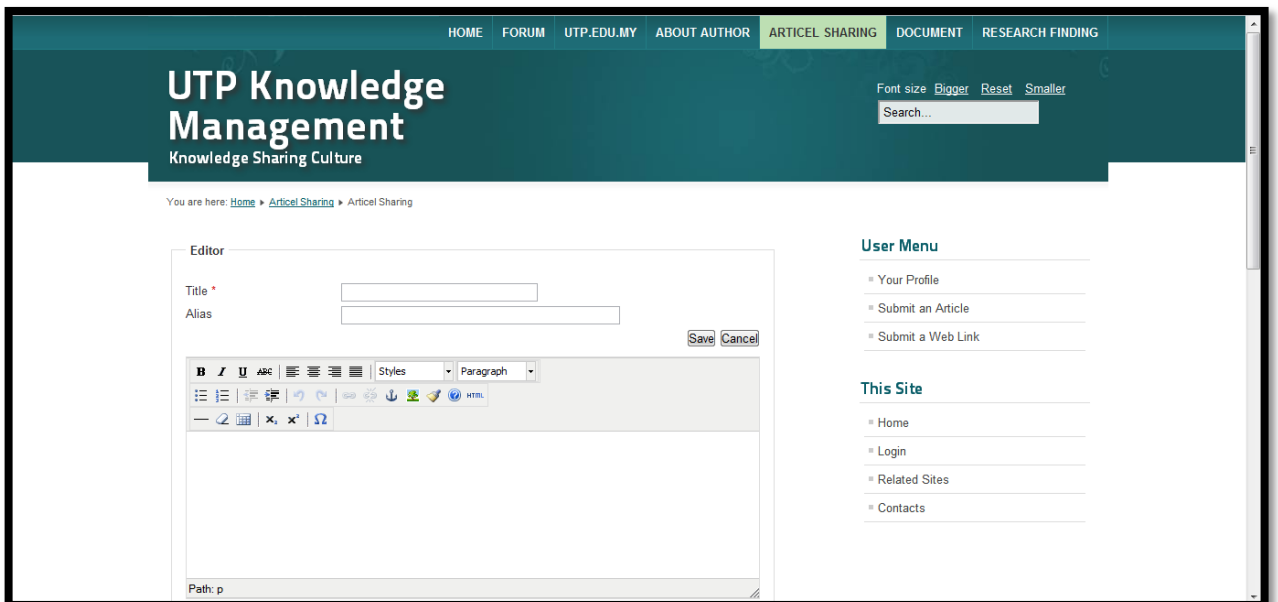 HOME FORUM UTP.EDU.MY ABOUT AUTHOR ARTICEL SHARING DOCUMENT RESEARCH FINDING
UTP Knowledge
Management
Knowledge Sharing Culture
Font size Bigger Reset Smaller
Search...
You are here: Home Articel Sharing Articel Sharing
Editor
Title *
Alias
Save Cancel
B I U ABC Styles Paragraph
HTML
x₂ x² Ω
Path: p
User Menu
Your Profile
Submit an Article
Submit a Web Link
This Site
Home
Login
Related Sites
Contacts